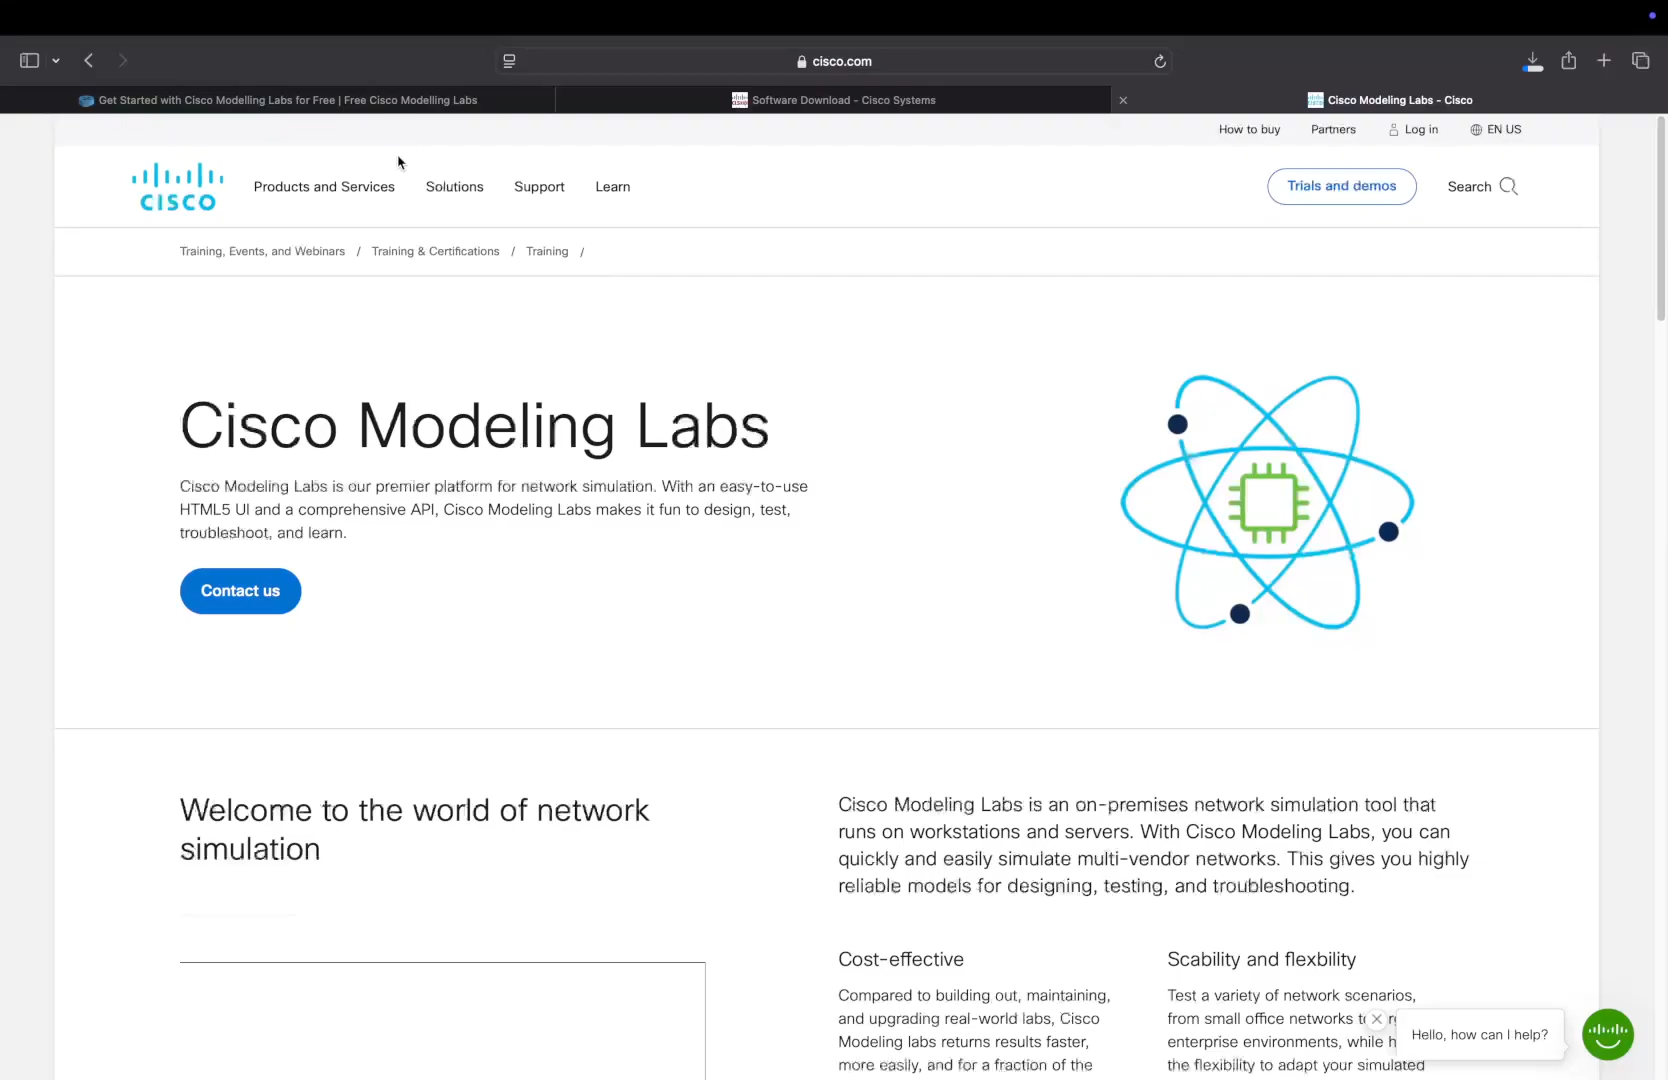 cisco.com
Get Started with Cisco Modelling Labs for Free | Free Cisco Modelling Labs
Software Download - Cisco Systems
Cisco Modeling Labs - Cisco
How to buy
Partners
Log in
EN US
CISCO
Products and Services
Solutions
Support
Learn
Trials and demos
Search
Training, Events, and Webinars / Training & Certifications / Training /
Cisco Modeling Labs
Cisco Modeling Labs is our premier platform for network simulation. With an easy-to-use
HTML5 UI and a comprehensive API, Cisco Modeling Labs makes it fun to design, test,
troubleshoot, and learn.
Contact us
Welcome to the world of network
simulation
Cisco Modeling Labs is an on-premises network simulation tool that
runs on workstations and servers. With Cisco Modeling Labs, you can
quickly and easily simulate multi-vendor networks. This gives you highly
reliable models for designing, testing, and troubleshooting.
Cost-effective
Compared to building out, maintaining,
and upgrading real-world labs, Cisco
Modeling labs returns results faster,
more easily, and for a fraction of the
Scability and flexbility
Test a variety of network scenarios,
from small office networks
enterprise environments, while
the flexibility to adapt your simulated
Hello, how can I help?